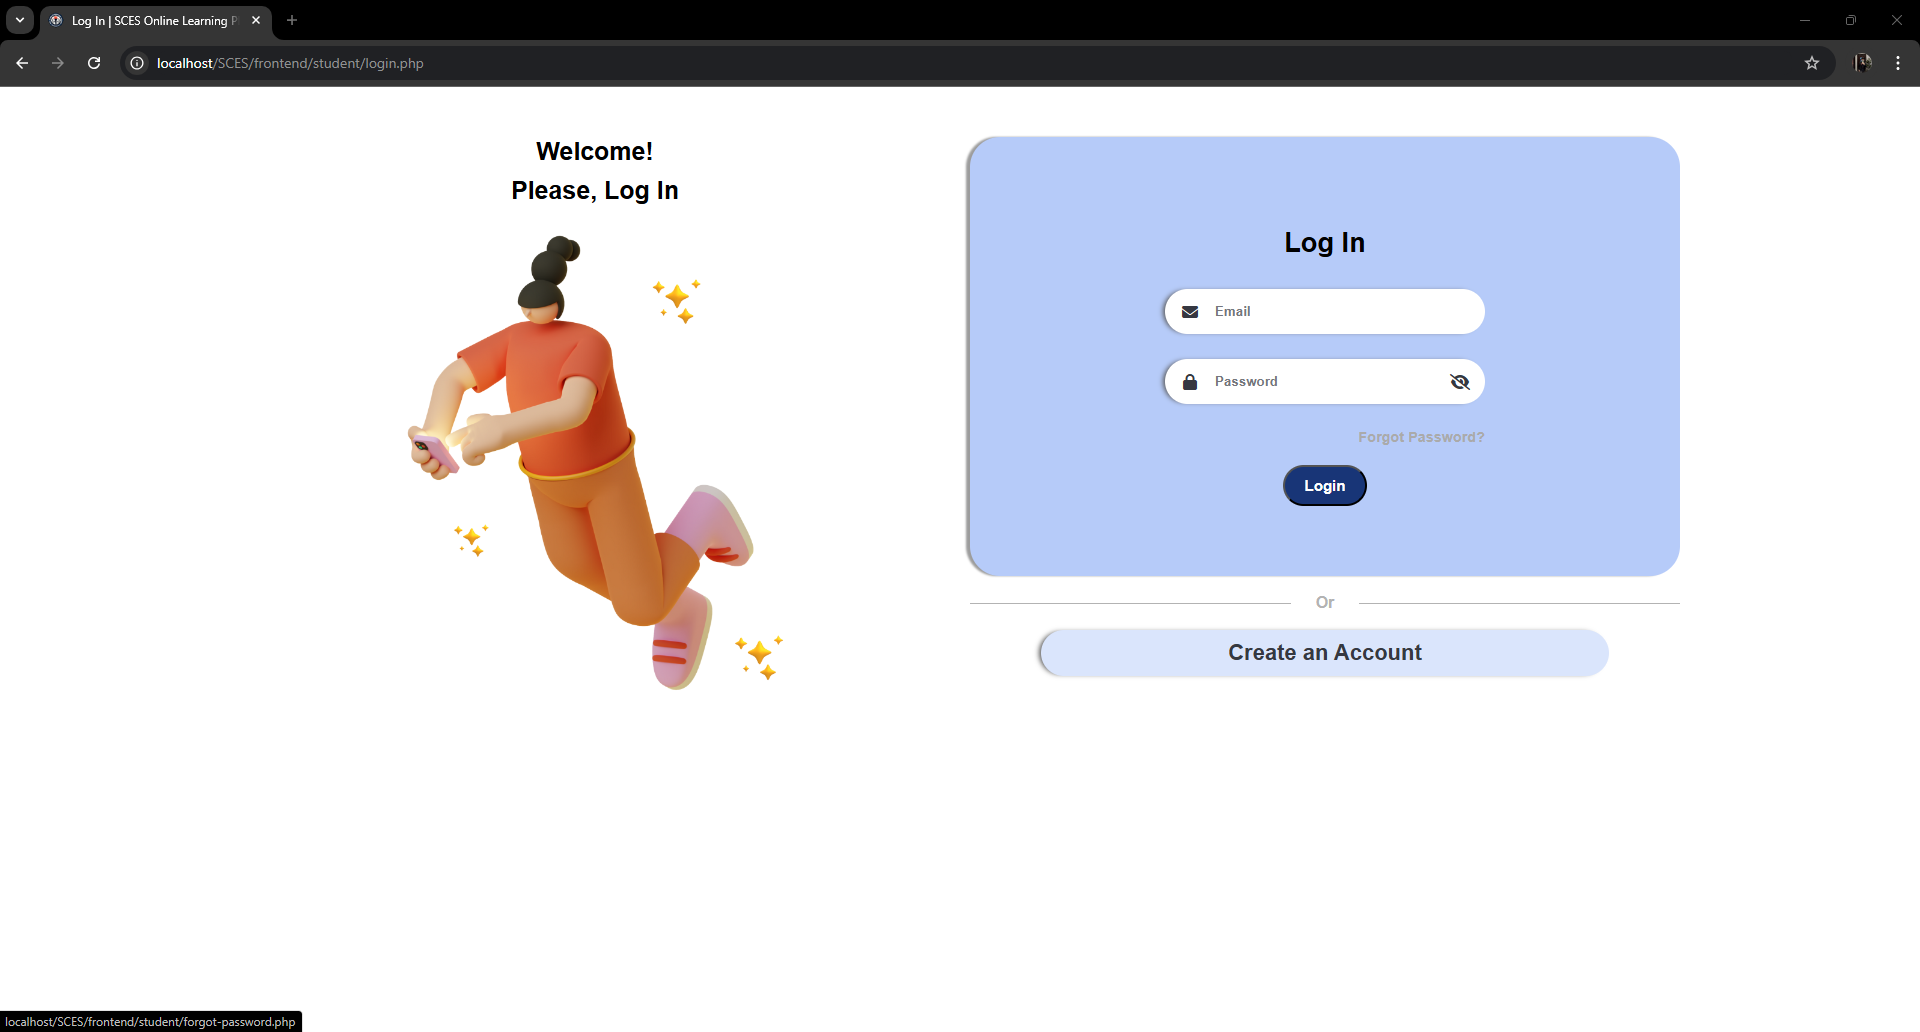 Log In | SCES Online Learning P
localhost/SCES/frontend/student/login.php
Welcome!
Please, Log In
Log In
Email
Password
Forgot Password?
Login
Or
Create an Account
localhost/SCES/frontend/student/forgot-password.php